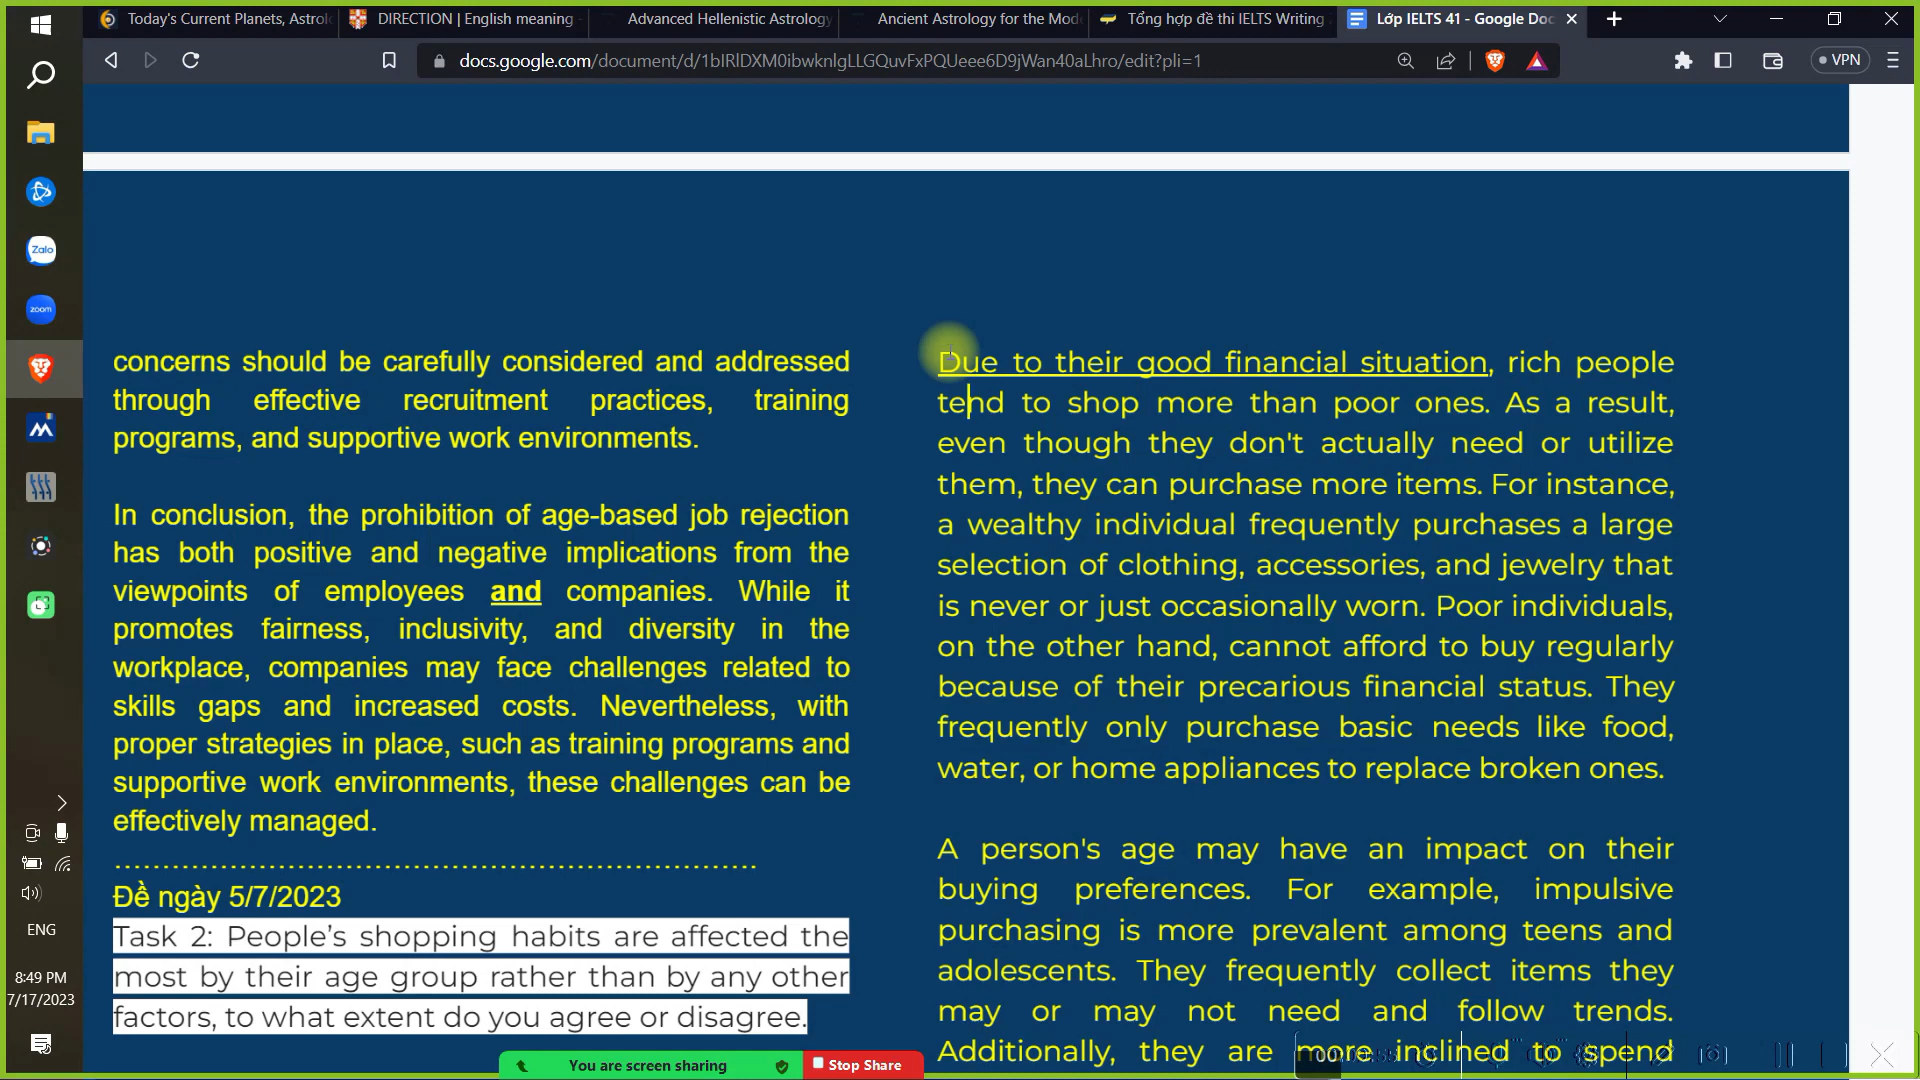 Today's Current Planets, Astrol
DIRECTION | English meaning
Advanced Hellenistic Astrology
Ancient Astrology for the Mod
Tổng hợp đề thi IELTS Writing
Lớp IELTS 41 - Google Doc
docs.google.com/document/d/1bIRlDXM0ibwknlgLLGQuvFxPQUeee6D9jWan40aLhro/edit?pli=1
VPN
Zalo
zoom
concerns should be carefully considered and addressed
through effective recruitment practices, training
programs, and supportive work environments.
In conclusion, the prohibition of age-based job rejection
has both positive and negative implications from the
viewpoints of employees and companies. While it
promotes fairness, inclusivity, and diversity in the
workplace, companies may face challenges related to
skills gaps and increased costs. Nevertheless, with
proper strategies in place, such as training programs and
supportive work environments, these challenges can be
effectively managed.
Đề ngày 5/7/2023
Task 2: People's shopping habits are affected the
most by their age group rather than by any other
factors, to what extent do you agree or disagree.
Due to their good financial situation, rich people
tend to shop more than poor ones. As a result,
even though they don't actually need or utilize
them, they can purchase more items. For instance,
a wealthy individual frequently purchases a large
selection of clothing, accessories, and jewelry that
is never or just occasionally worn. Poor individuals,
on the other hand, cannot afford to buy regularly
because of their precarious financial status. They
frequently only purchase basic needs like food,
water, or home appliances to replace broken ones.
A person's age may have an impact on their
buying preferences. For example, impulsive
purchasing is more prevalent among teens and
adolescents. They frequently collect items they
may or may not need and follow trends.
Additionally, they are more inclined to spend
ENG
8:49 PM
7/17/2023
You are screen sharing
Stop Share